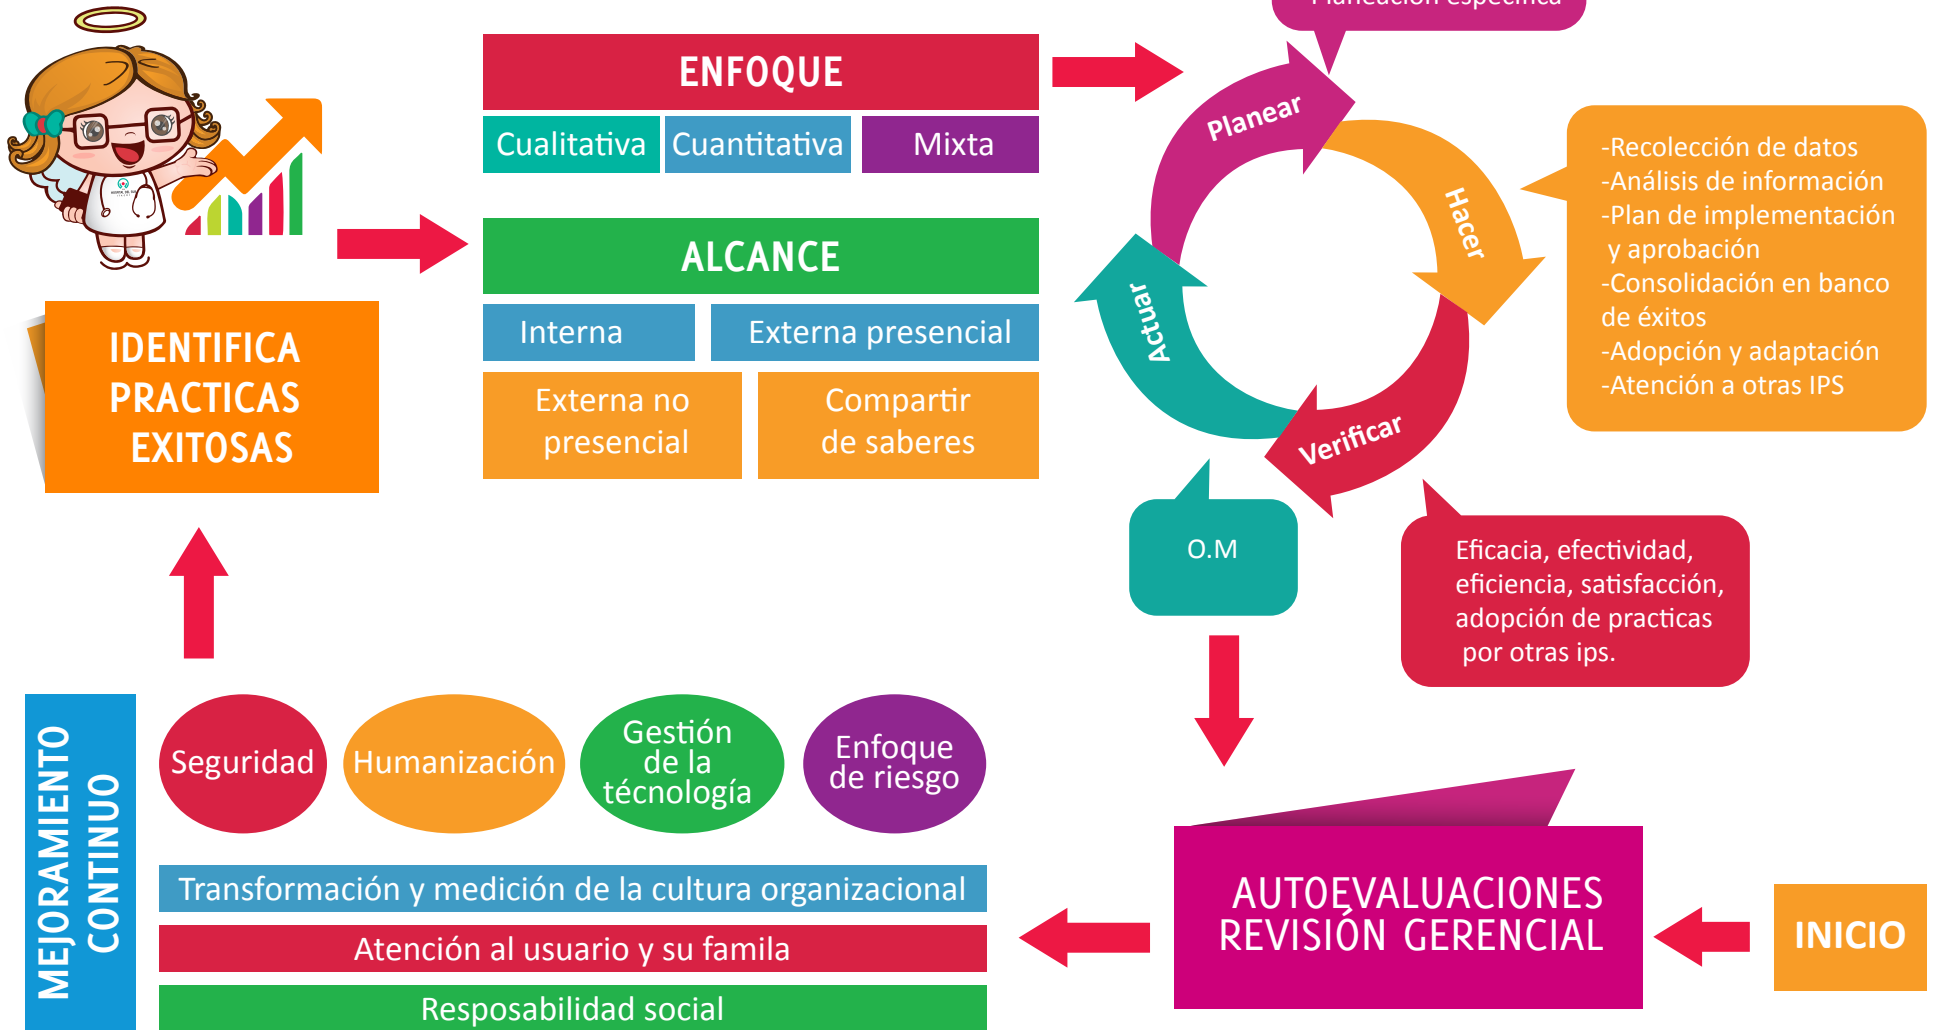 Planeación específica
ENFOQUE
Cualitativa
Cuantitativa
Mixta
ALCANCE
Interna
Externa presencial
Externa no
presencial
Compartir
de saberes
IDENTIFICA
PRACTICAS
EXITOSAS
Planear
Hacer
Verificar
Actuar
-Recolección de datos
-Análisis de información
-Plan de implementación
y aprobación
-Consolidación en banco
de éxitos
-Adopción y adaptación
-Atención a otras IPS
O.M
Eficacia, efectividad,
eficiencia, satisfacción,
adopción de practicas
por otras ips.
MEJORAMIENTO
CONTINUO
Seguridad
Humanización
Gestión
de la
técnología
Enfoque
de riesgo
Transformación y medición de la cultura organizacional
Atención al usuario y su famila
Resposabilidad social
AUTOEVALUACIONES
REVISIÓN GERENCIAL
INICIO